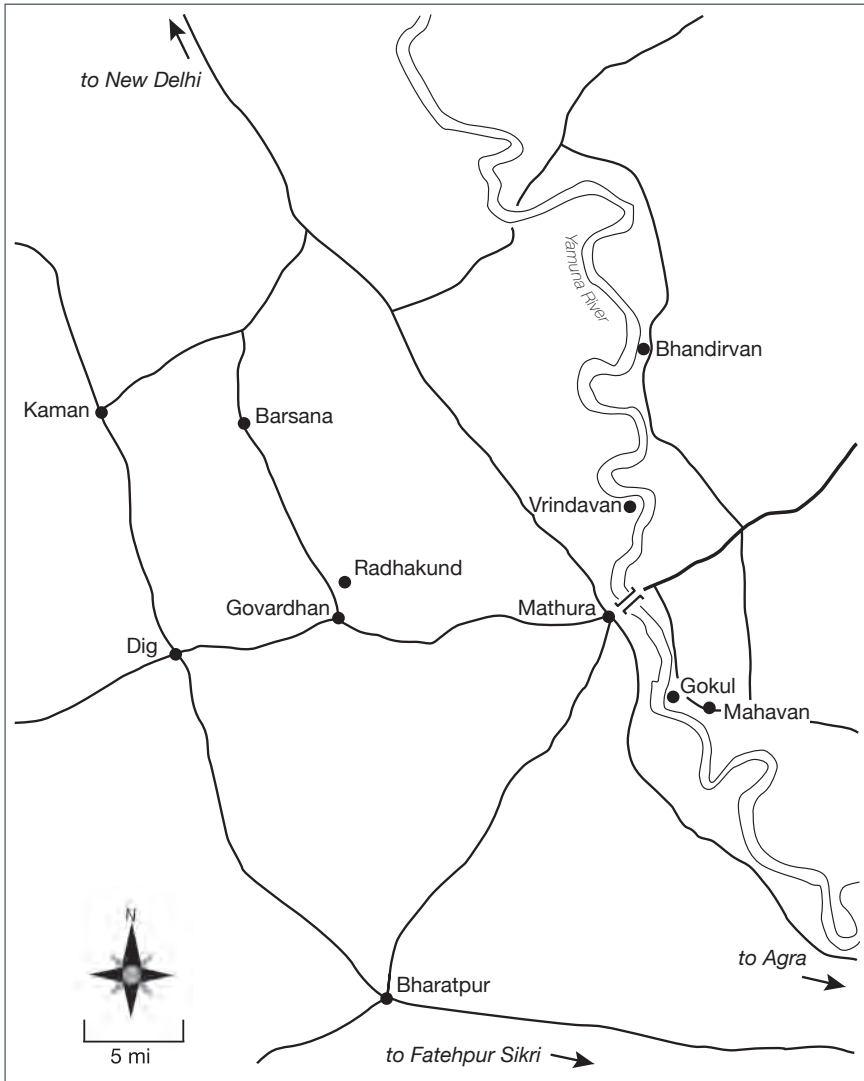 to New Delhi
Yamuna River
Bhandirvan
Kaman
Barsana
Vrindavan
Radhakund
Govardhan
Mathura
Dig
Gokul
Mahavan
N
to Agra
Bharatpur
5 mi
to Fatehpur Sikri